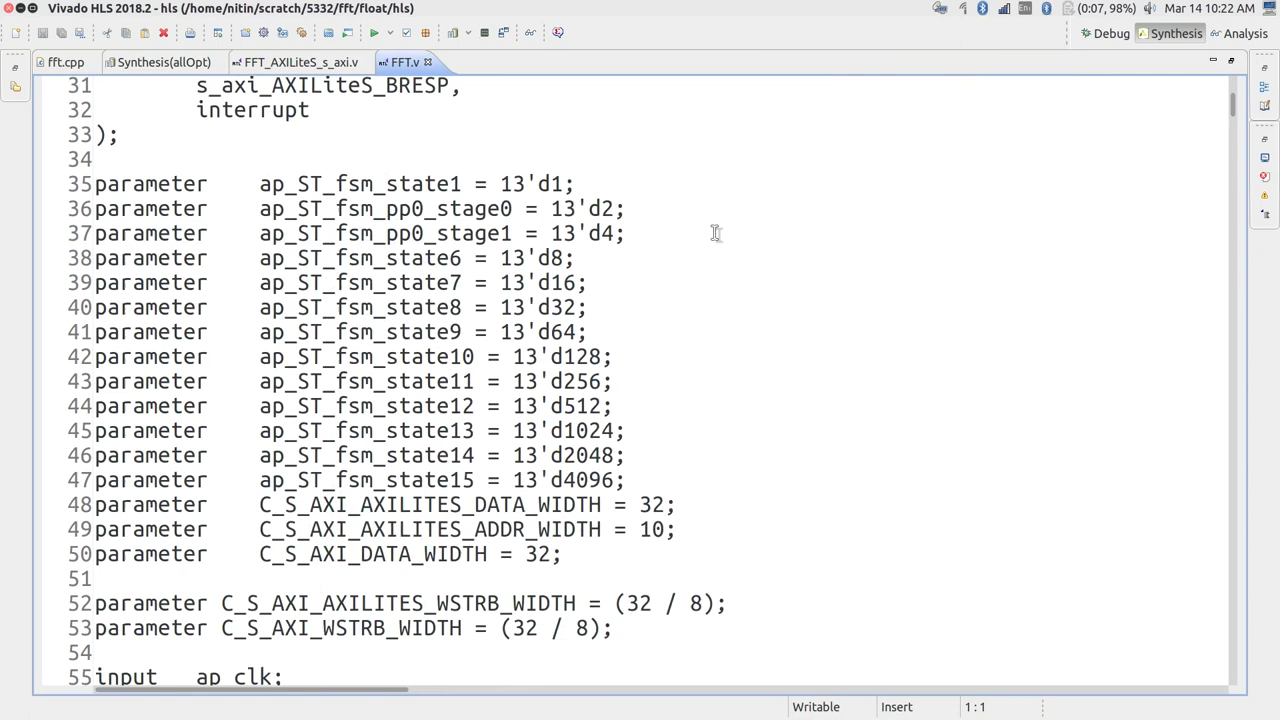 Vivado HLS 2018.2 - hls (/home/nitin/scratch/5332/fft/float/hls)
(0:07, 98%)
Mar 14 10:22 AM
Debug
Synthesis
Analysis
fft.cpp
Synthesis(allOpt)
FFT_AXILiteS_s_axi.v
FFT.v
31 s_axi_AXILiteS_BRESP,
32 interrupt
33 );
34
35 parameter ap_ST_fsm_state1 = 13'd1;
36 parameter ap_ST_fsm_pp0_stage0 = 13'd2;
37 parameter ap_ST_fsm_pp0_stage1 = 13'd4;
38 parameter ap_ST_fsm_state6 = 13'd8;
39 parameter ap_ST_fsm_state7 = 13'd16;
40 parameter ap_ST_fsm_state8 = 13'd32;
41 parameter ap_ST_fsm_state9 = 13'd64;
42 parameter ap_ST_fsm_state10 = 13'd128;
43 parameter ap_ST_fsm_state11 = 13'd256;
44 parameter ap_ST_fsm_state12 = 13'd512;
45 parameter ap_ST_fsm_state13 = 13'd1024;
46 parameter ap_ST_fsm_state14 = 13'd2048;
47 parameter ap_ST_fsm_state15 = 13'd4096;
48 parameter C_S_AXI_AXILITES_DATA_WIDTH = 32;
49 parameter C_S_AXI_AXILITES_ADDR_WIDTH = 10;
50 parameter C_S_AXI_DATA_WIDTH = 32;
51
52 parameter C_S_AXI_AXILITES_WSTRB_WIDTH = (32 / 8);
53 parameter C_S_AXI_WSTRB_WIDTH = (32 / 8);
54
55 input ap_clk;
Writable
Insert
1 : 1